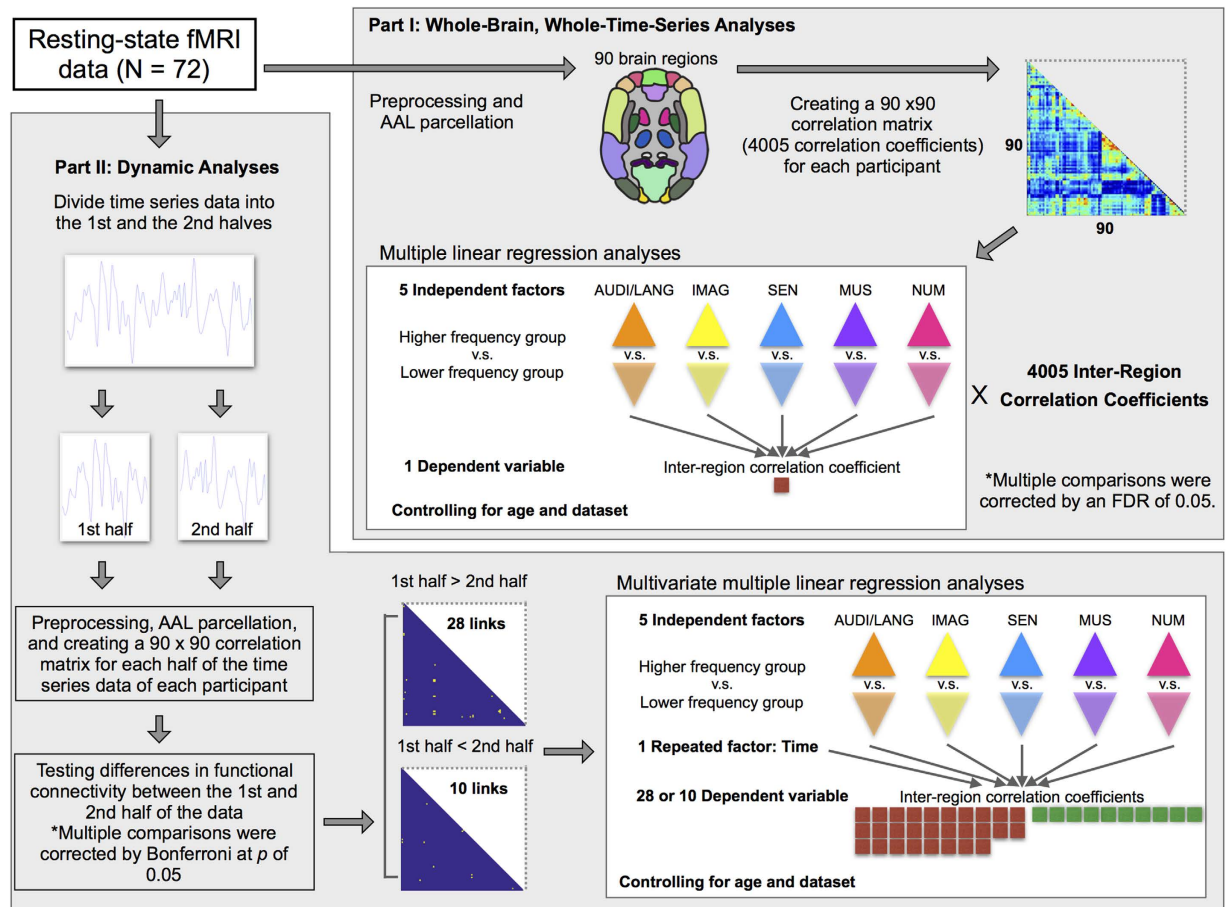 Resting-state fMRI
data (N = 72)
Part I: Whole-Brain, Whole-Time-Series Analyses
Preprocessing and
AAL parcellation
90 brain regions
Creating a 90 x90
correlation matrix
(4005 correlation coefficients)
for each participant
90
90
Multiple linear regression analyses
5 Independent factors
AUDI/LANG IMAG SEN MUS NUM
Higher frequency group
v.s.
Lower frequency group
v.s. v.s. v.s. v.s. v.s.
1 Dependent variable
Inter-region correlation coefficient
Controlling for age and dataset
X
4005 Inter-Region
Correlation Coefficients
*Multiple comparisons were
corrected by an FDR of 0.05.
Part II: Dynamic Analyses
Divide time series data into
the 1st and the 2nd halves
1st half
2nd half
Preprocessing, AAL parcellation,
and creating a 90 x 90 correlation
matrix for each half of the time
series data of each participant
Testing differences in functional
connectivity between the 1st and
2nd half of the data
*Multiple comparisons were
corrected by Bonferroni at p of
0.05
1st half > 2nd half
28 links
1st half < 2nd half
10 links
Multivariate multiple linear regression analyses
5 Independent factors
AUDI/LANG IMAG SEN MUS NUM
Higher frequency group
v.s.
Lower frequency group
v.s. v.s. v.s. v.s. v.s.
1 Repeated factor: Time
28 or 10 Dependent variable
Inter-region correlation coefficients
Controlling for age and dataset